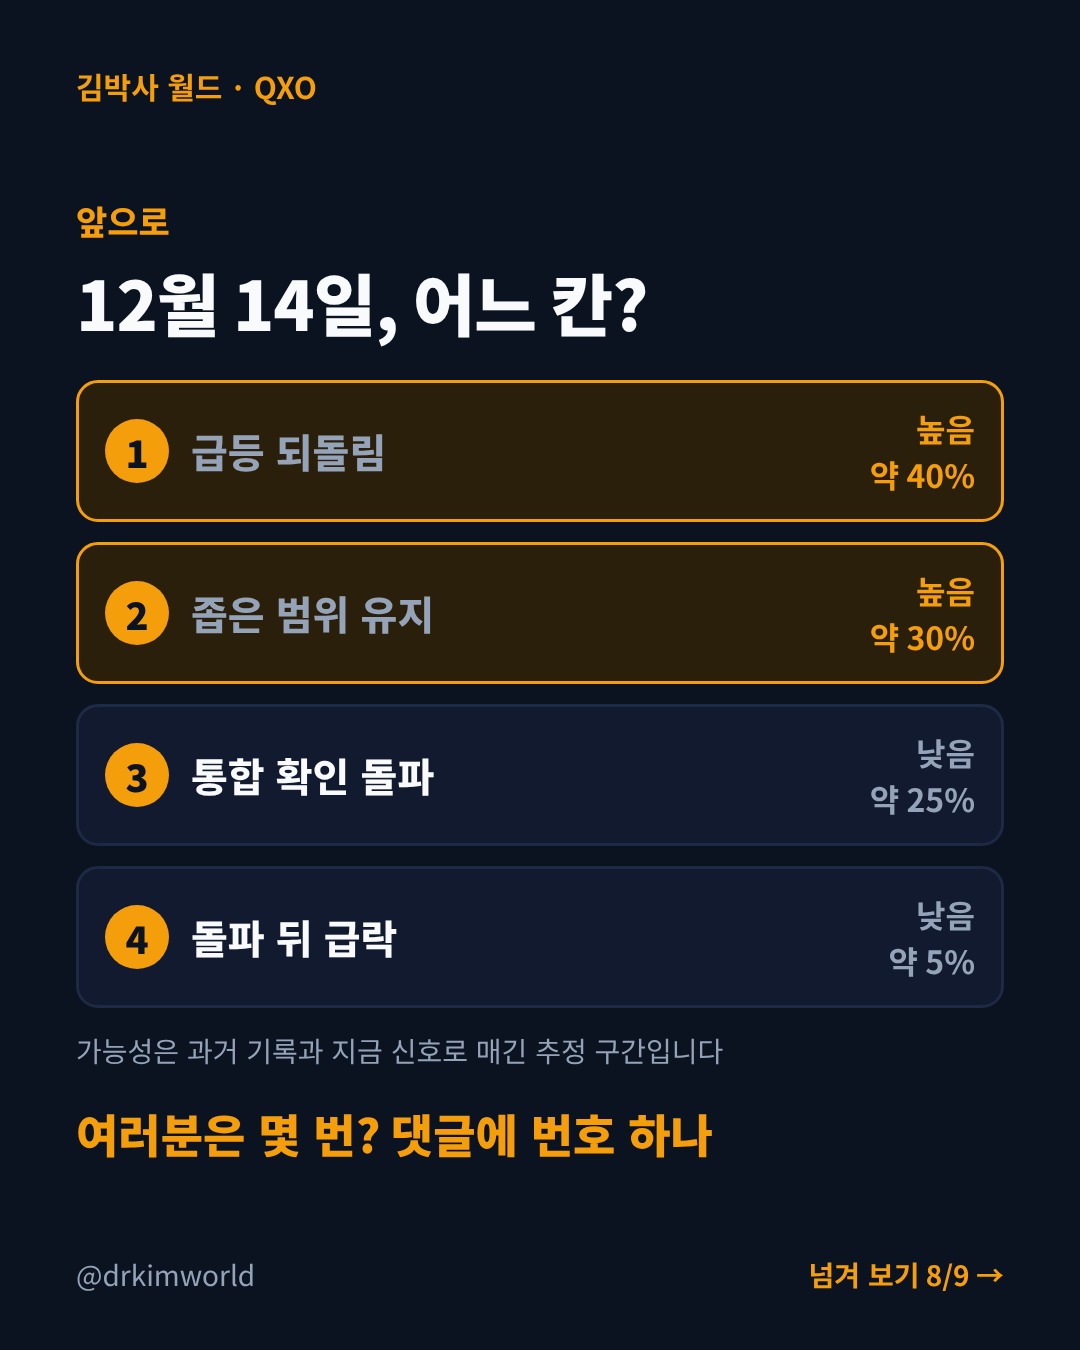 김박사 월드 · QXO
앞으로
12월 14일, 어느 칸?
1 급등 되돌림
높음
약 40%
2 좁은 범위 유지
높음
약 30%
3 통합 확인 돌파
낮음
약 25%
4 돌파 뒤 급락
낮음
약 5%
가능성은 과거 기록과 지금 신호로 매긴 추정 구간입니다
여러분은 몇 번? 댓글에 번호 하나
@drkimworld
넘겨 보기 8/9 →